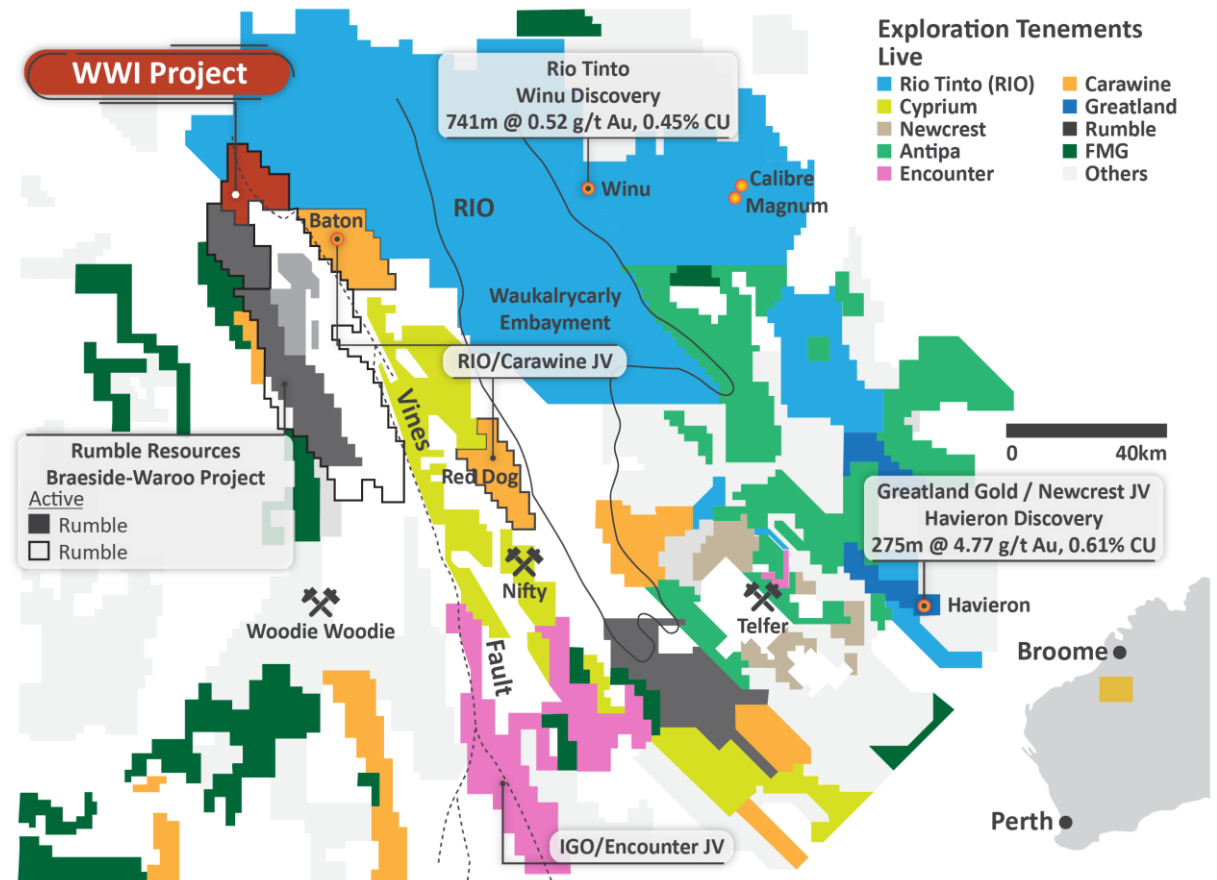 WWI Project
Rio Tinto
Winu Discovery
741m @ 0.52 g/t Au, 0.45% CU
Exploration Tenements
Live
Rio Tinto (RIO)
Cyprium
Newcrest
Antipa
Encounter
Carawine
Greatland
Rumble
FMG
Others
Winu
Calibre
Magnum
RIO
Baton
Waukalrycarly
Embayment
RIO/Carawine JV
Vines
Fault
Red Dog
Rumble Resources
Braeside-Waroo Project
Active
Rumble
Rumble
0 40km
Greatland Gold / Newcrest JV
Havieron Discovery
275m @ 4.77 g/t Au, 0.61% CU
Havieron
Nifty
Telfer
Woodie Woodie
IGO/Encounter JV
Broome
Perth